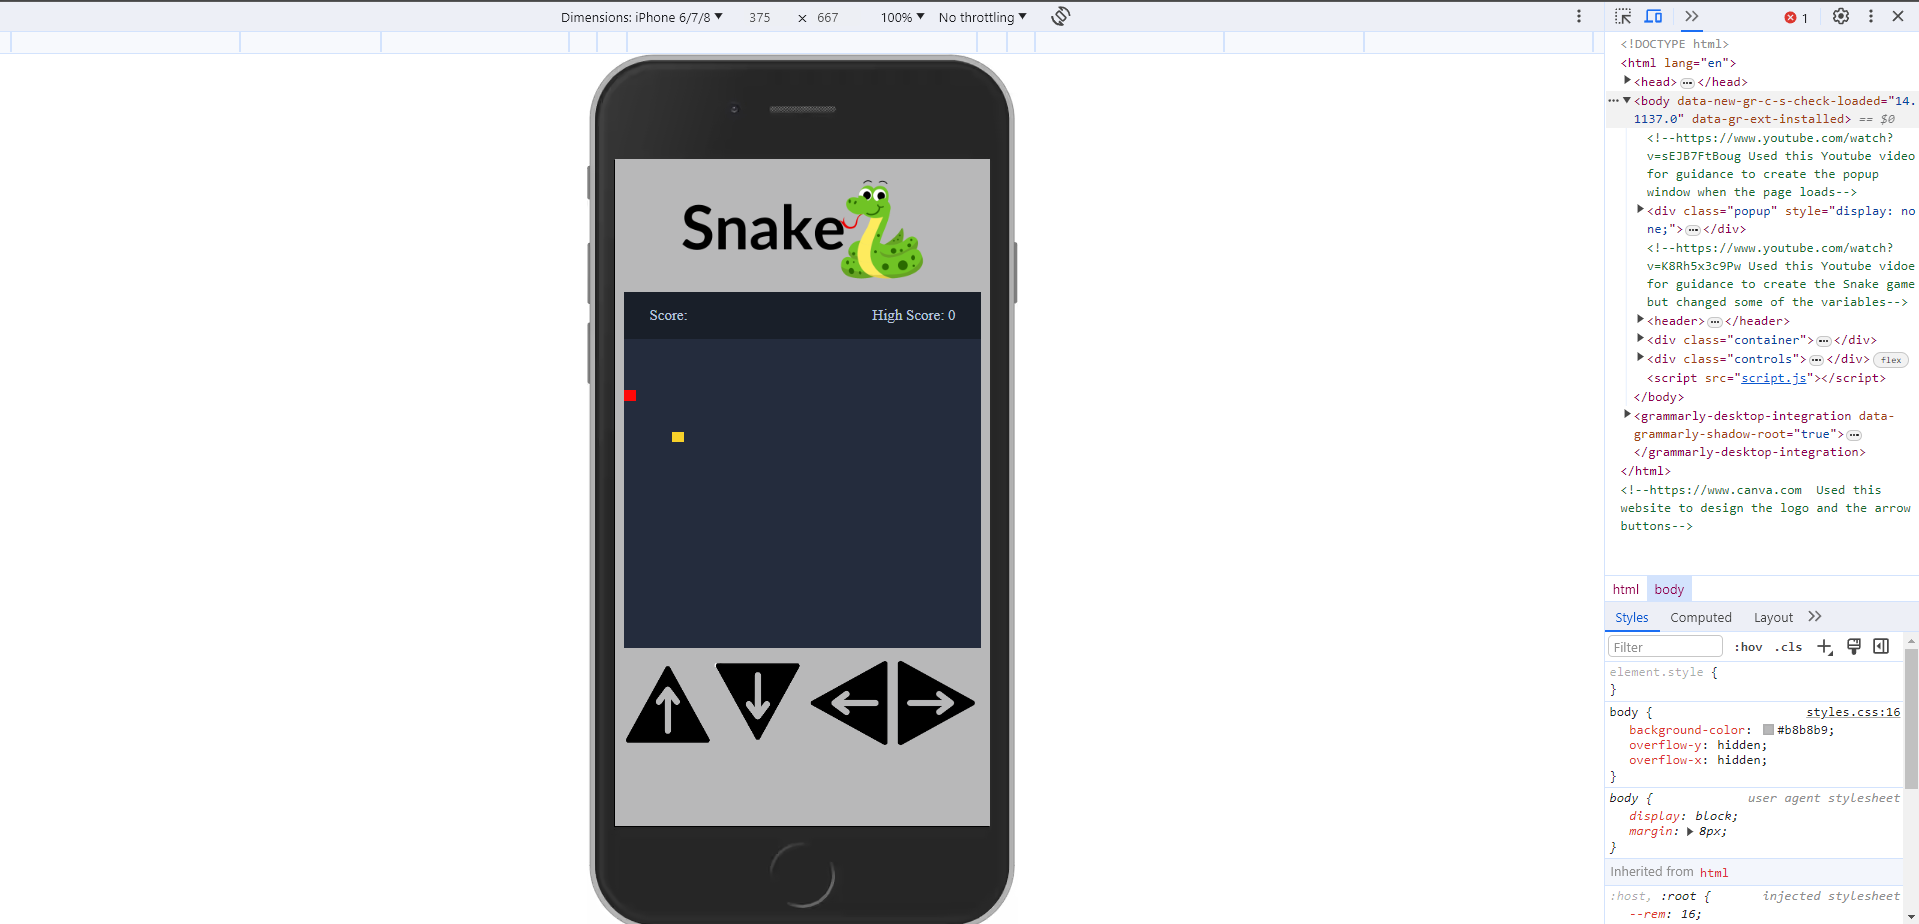 Dimensions: iPhone 6/7/8 ▼ 375 × 667 100% ▼ No throttling ▼
1
<!DOCTYPE html>
<html lang="en">
▶ <head> ••• </head>
••• ▼ <body data-new-gr-c-s-check-loaded="14.
1137.0" data-gr-ext-installed> == $0
<!--https://www.youtube.com/watch?
v=sEJB7FtBoug Used this Youtube video
for guidance to create the popup
window when the page loads-->
▶ <div class="popup" style="display: no
ne;"> ••• </div>
<!--https://www.youtube.com/watch?
v=K8Rh5x3c9Pw Used this Youtube vidoe
for guidance to create the Snake game
but changed some of the variables-->
▶ <header> ••• </header>
▶ <div class="container"> ••• </div>
▶ <div class="controls"> ••• </div> flex
<script src="script.js"></script>
</body>
▶ <grammarly-desktop-integration data-
grammarly-shadow-root="true"> •••
</grammarly-desktop-integration>
</html>
<!--https://www.canva.com  Used this
website to design the logo and the arrow
buttons-->
html body
Styles Computed Layout
Filter :hov .cls
element.style {
}
body { styles.css:16
background-color: #b8b8b9;
overflow-y: hidden;
overflow-x: hidden;
}
body { user agent stylesheet
display: block;
margin: ▶ 8px;
}
Inherited from html
:host, :root { injected stylesheet
--rem: 16;
Snake
Score: High Score: 0